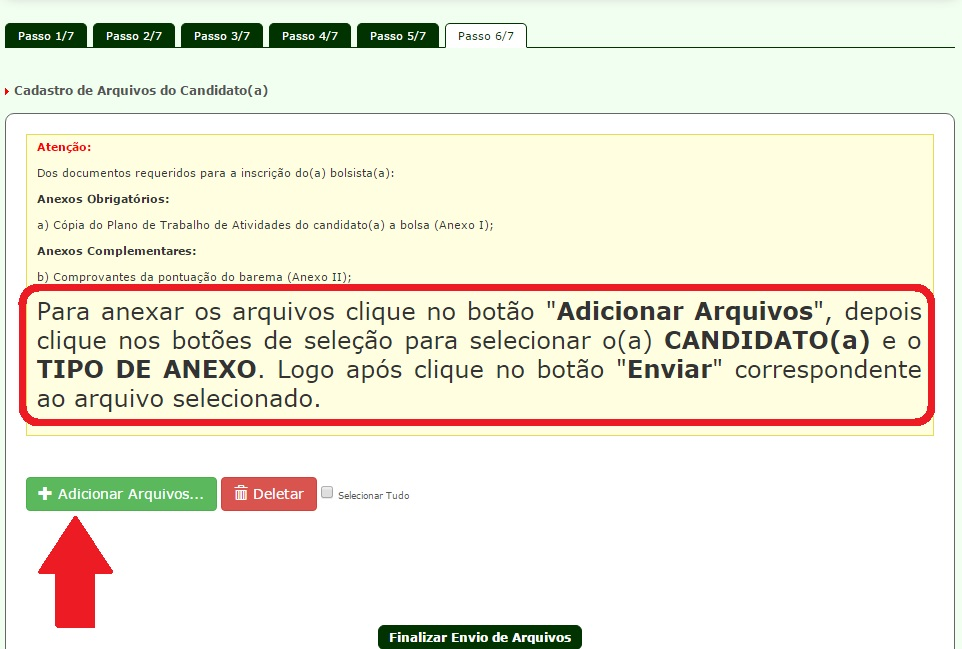 Passo 1/7 Passo 2/7 Passo 3/7 Passo 4/7 Passo 5/7 Passo 6/7
Cadastro de Arquivos do Candidato(a)
Atenção:
Dos documentos requeridos para a inscrição do(a) bolsista(a):
Anexos Obrigatórios:
a) Cópia do Plano de Trabalho de Atividades do candidato(a) a bolsa (Anexo I);
Anexos Complementares:
b) Comprovantes da pontuação do barema (Anexo II);
Para anexar os arquivos clique no botão "Adicionar Arquivos", depois
clique nos botões de seleção para selecionar o(a) CANDIDATO(a) e o
TIPO DE ANEXO. Logo após clique no botão "Enviar" correspondente
ao arquivo selecionado.
Adicionar Arquivos... Deletar Selecionar Tudo
Finalizar Envio de Arquivos